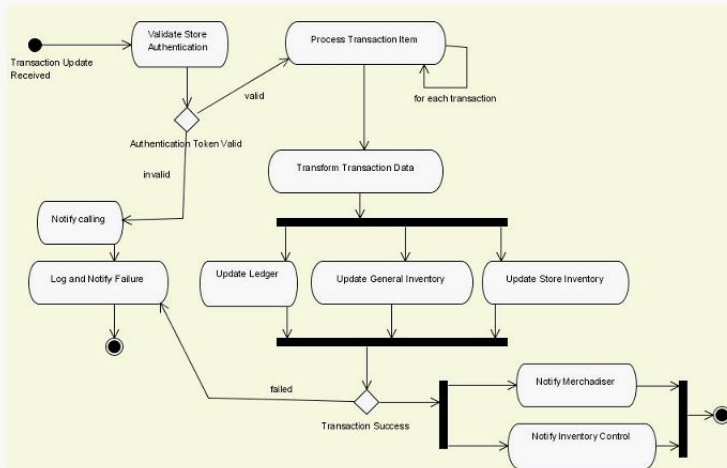 Validate Store
Authentication
Process Transaction Item
Transaction Update
Received
for each transaction
valid
Authentication Token Valid
Transform Transaction Data
invalid
Notify calling
Log and Notify Failure
Update Ledger
Update General Inventory
Update Store Inventory
failed
Transaction Success
Notify Merchadiser
Notify Inventory Control